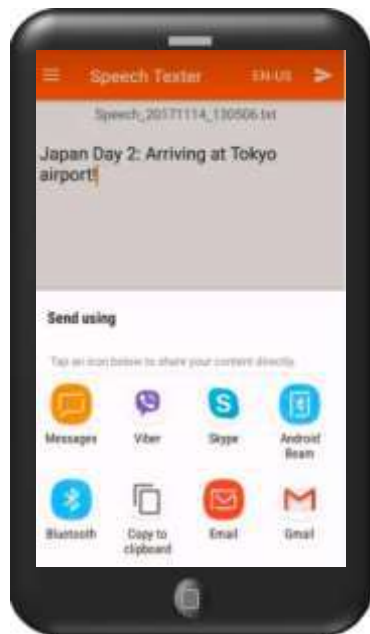 Speech Texter EN-US
Speech_20171114_130506.txt
Japan Day 2: Arriving at Tokyo
airport!
Send using
Tap an icon below to share your content directly.
Messages Viber Skype Android
Beam
Bluetooth Copy to
clipboard Email Gmail